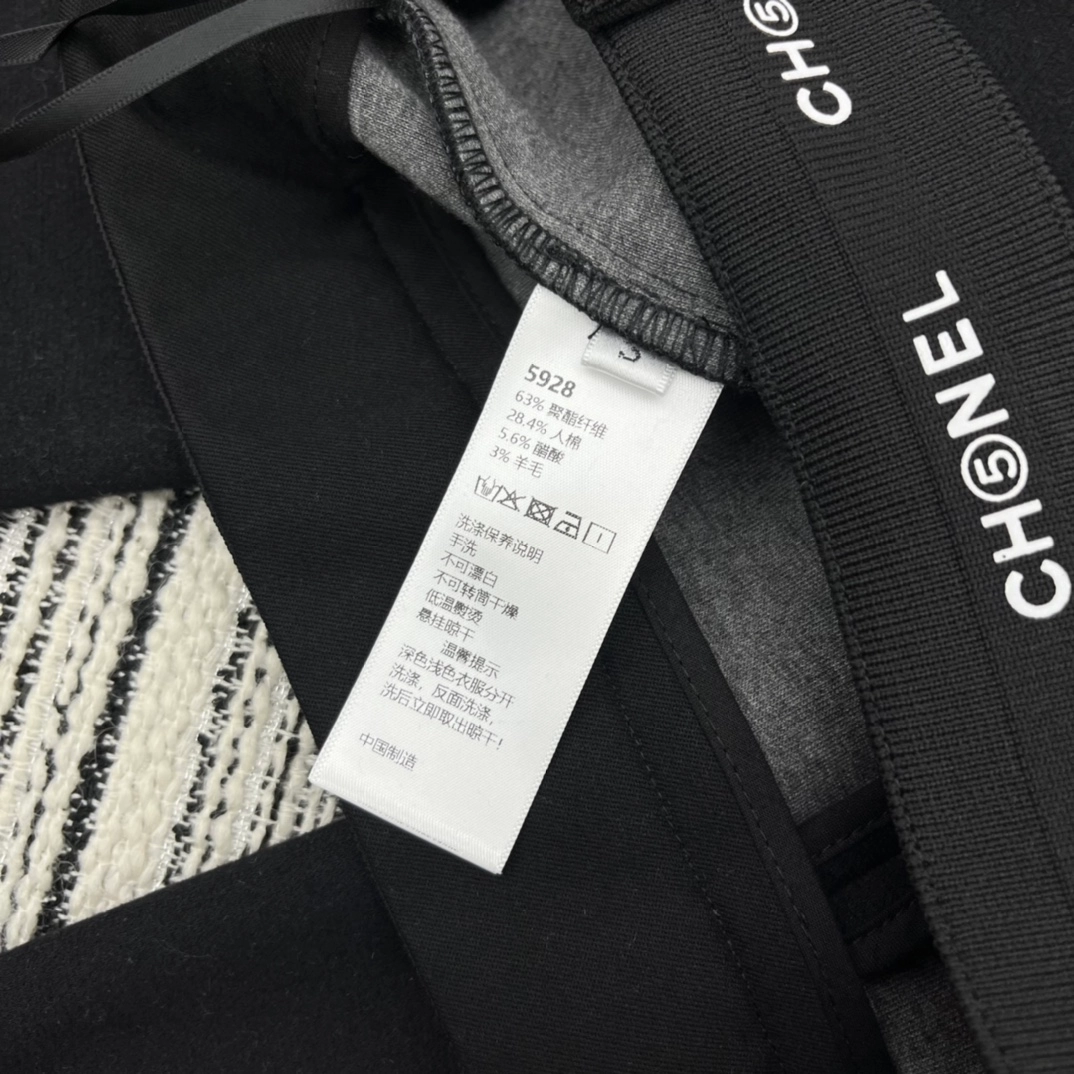 CH⑤
CH⑤NEL
S
5928
63% 聚酯纤维
28.4% 人棉
5.6% 醋酸
3% 羊毛
洗涤保养说明
手洗
不可漂白
不可转筒干燥
低温熨烫
悬挂晾干
温馨提示
深色浅色衣服分开
洗涤，反面洗涤，
洗后立即取出晾干!
中国制造